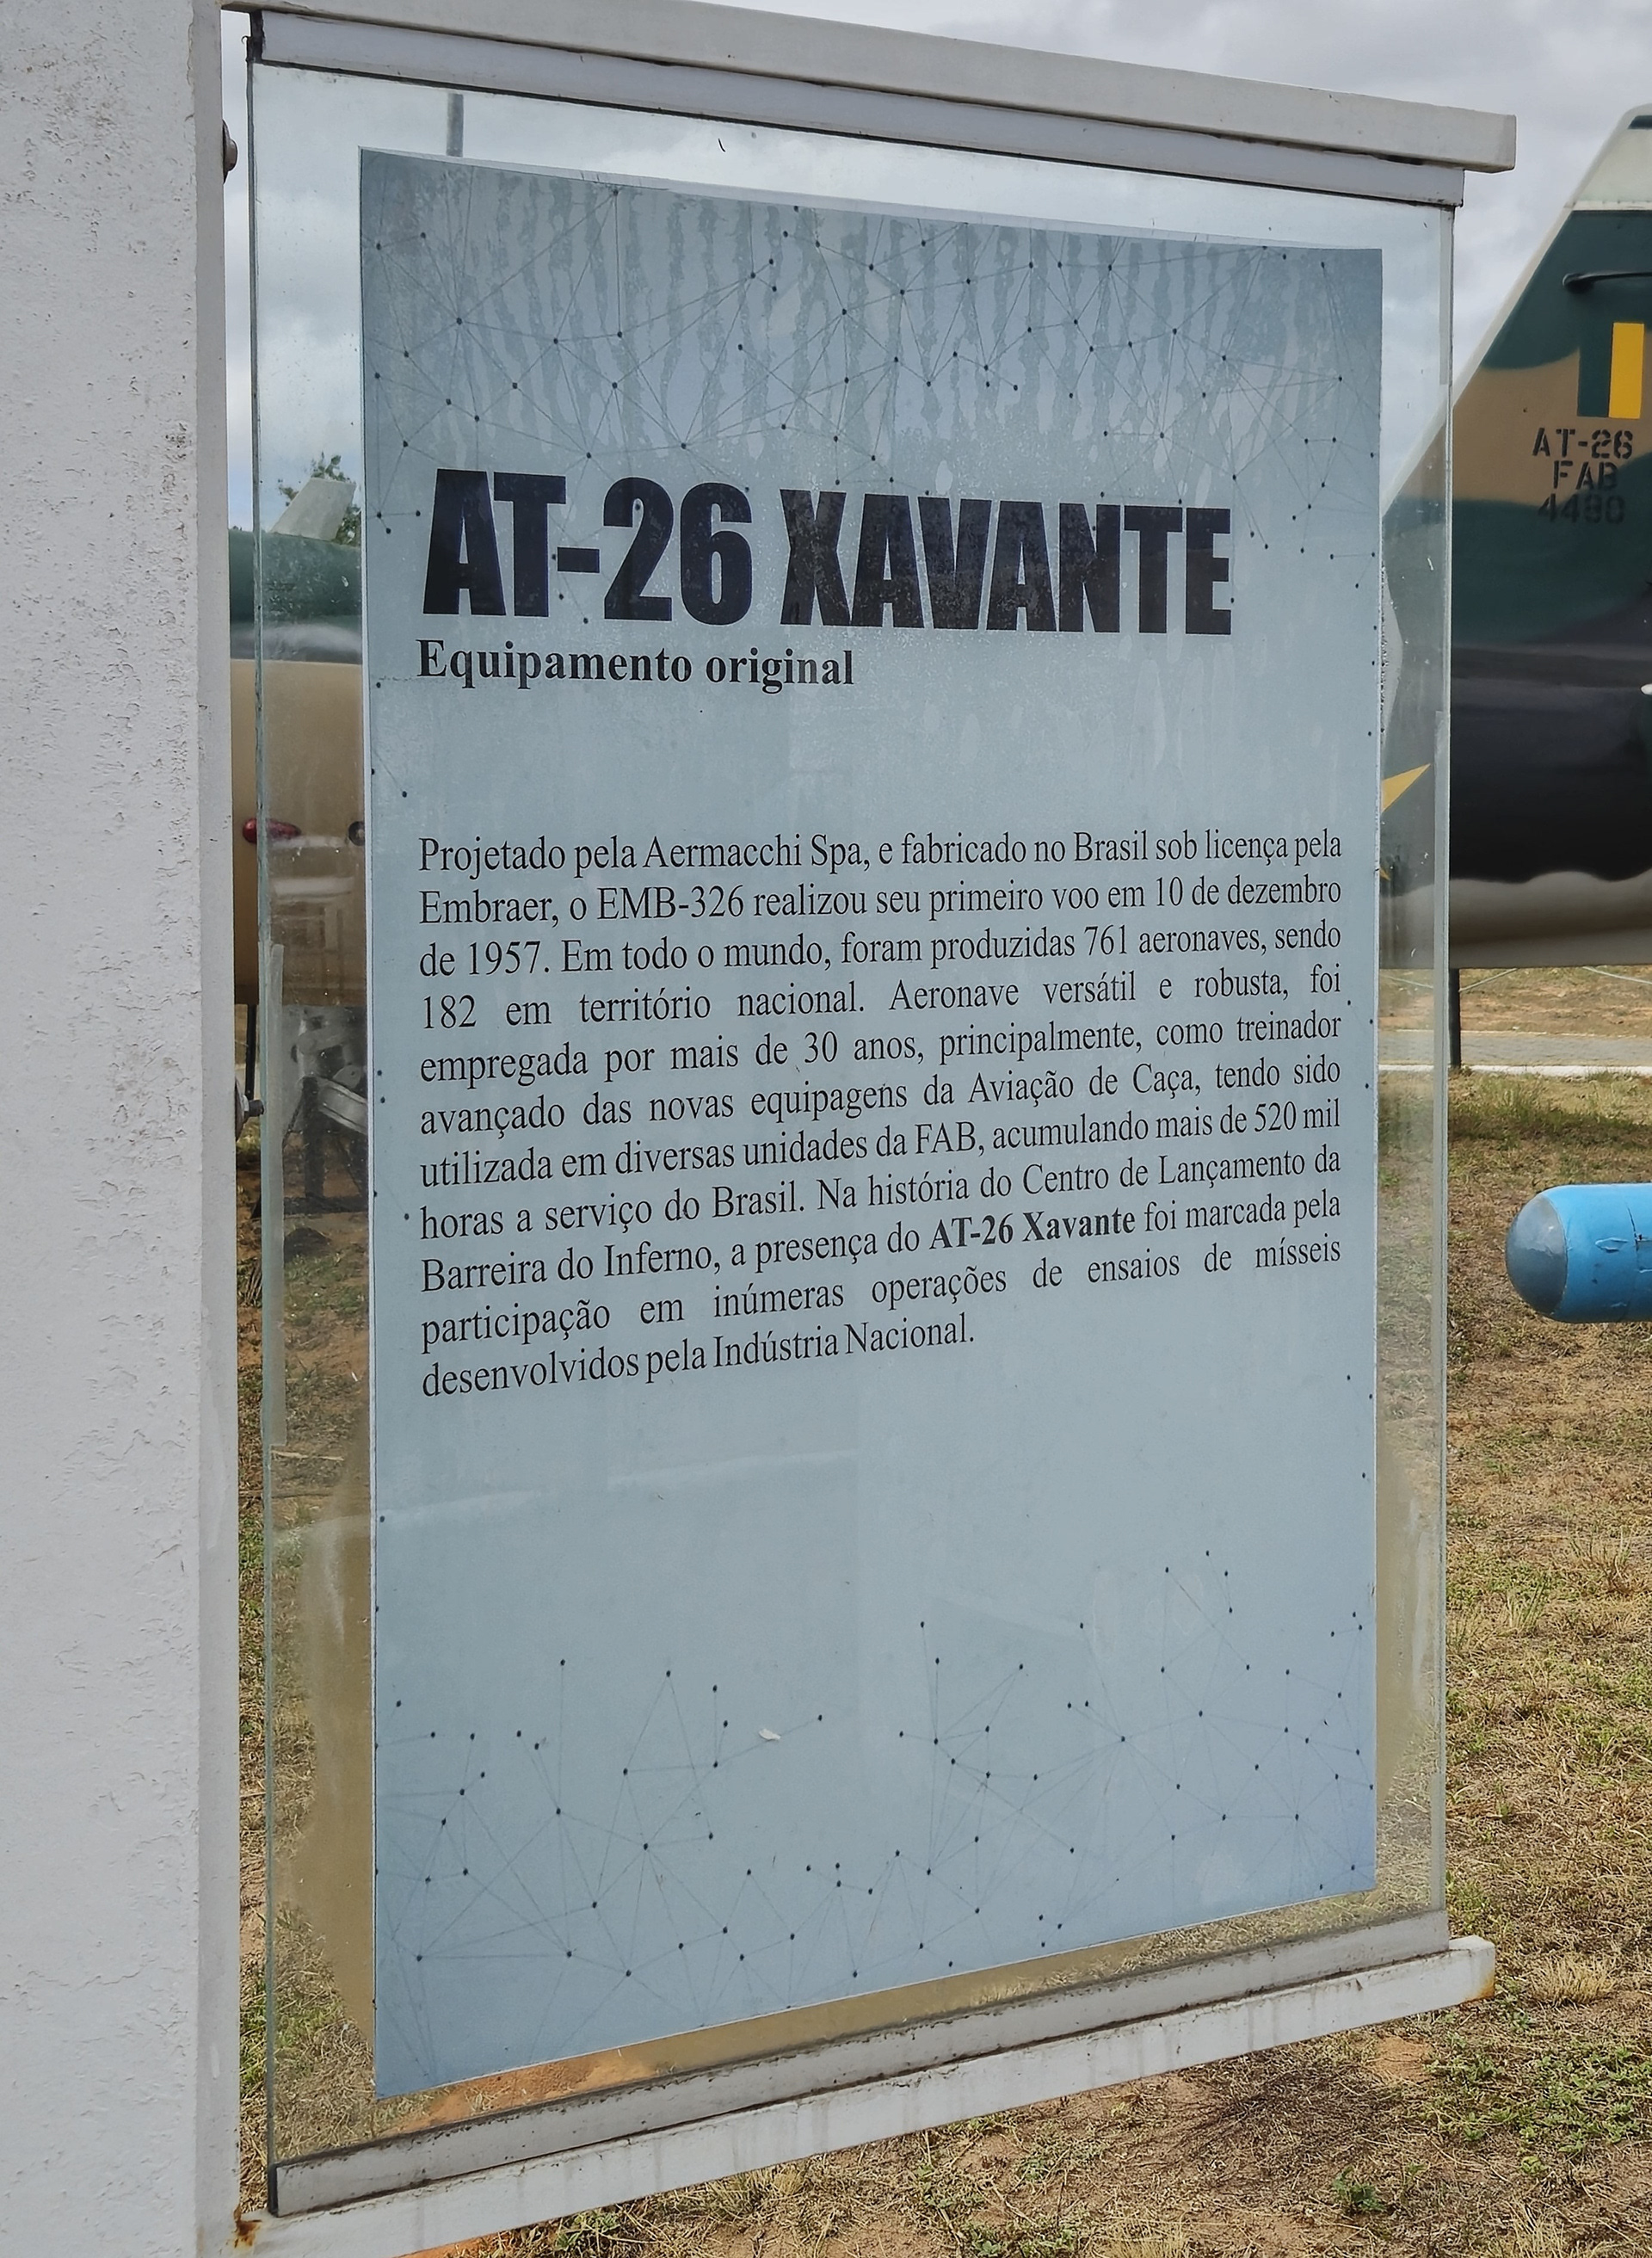 AT-26 XAVANTE
Equipamento original
Projetado pela Aermacchi Spa, e fabricado no Brasil sob licença pela
Embraer, o EMB-326 realizou seu primeiro voo em 10 de dezembro
de 1957. Em todo o mundo, foram produzidas 761 aeronaves, sendo
182 em território nacional. Aeronave versátil e robusta, foi
empregada por mais de 30 anos, principalmente, como treinador
avançado das novas equipagens da Aviação de Caça, tendo sido
utilizada em diversas unidades da FAB, acumulando mais de 520 mil
horas a serviço do Brasil. Na história do Centro de Lançamento da
Barreira do Inferno, a presença do AT-26 Xavante foi marcada pela
participação em inúmeras operações de ensaios de mísseis
desenvolvidos pela Indústria Nacional.
AT-26
FAB
4480